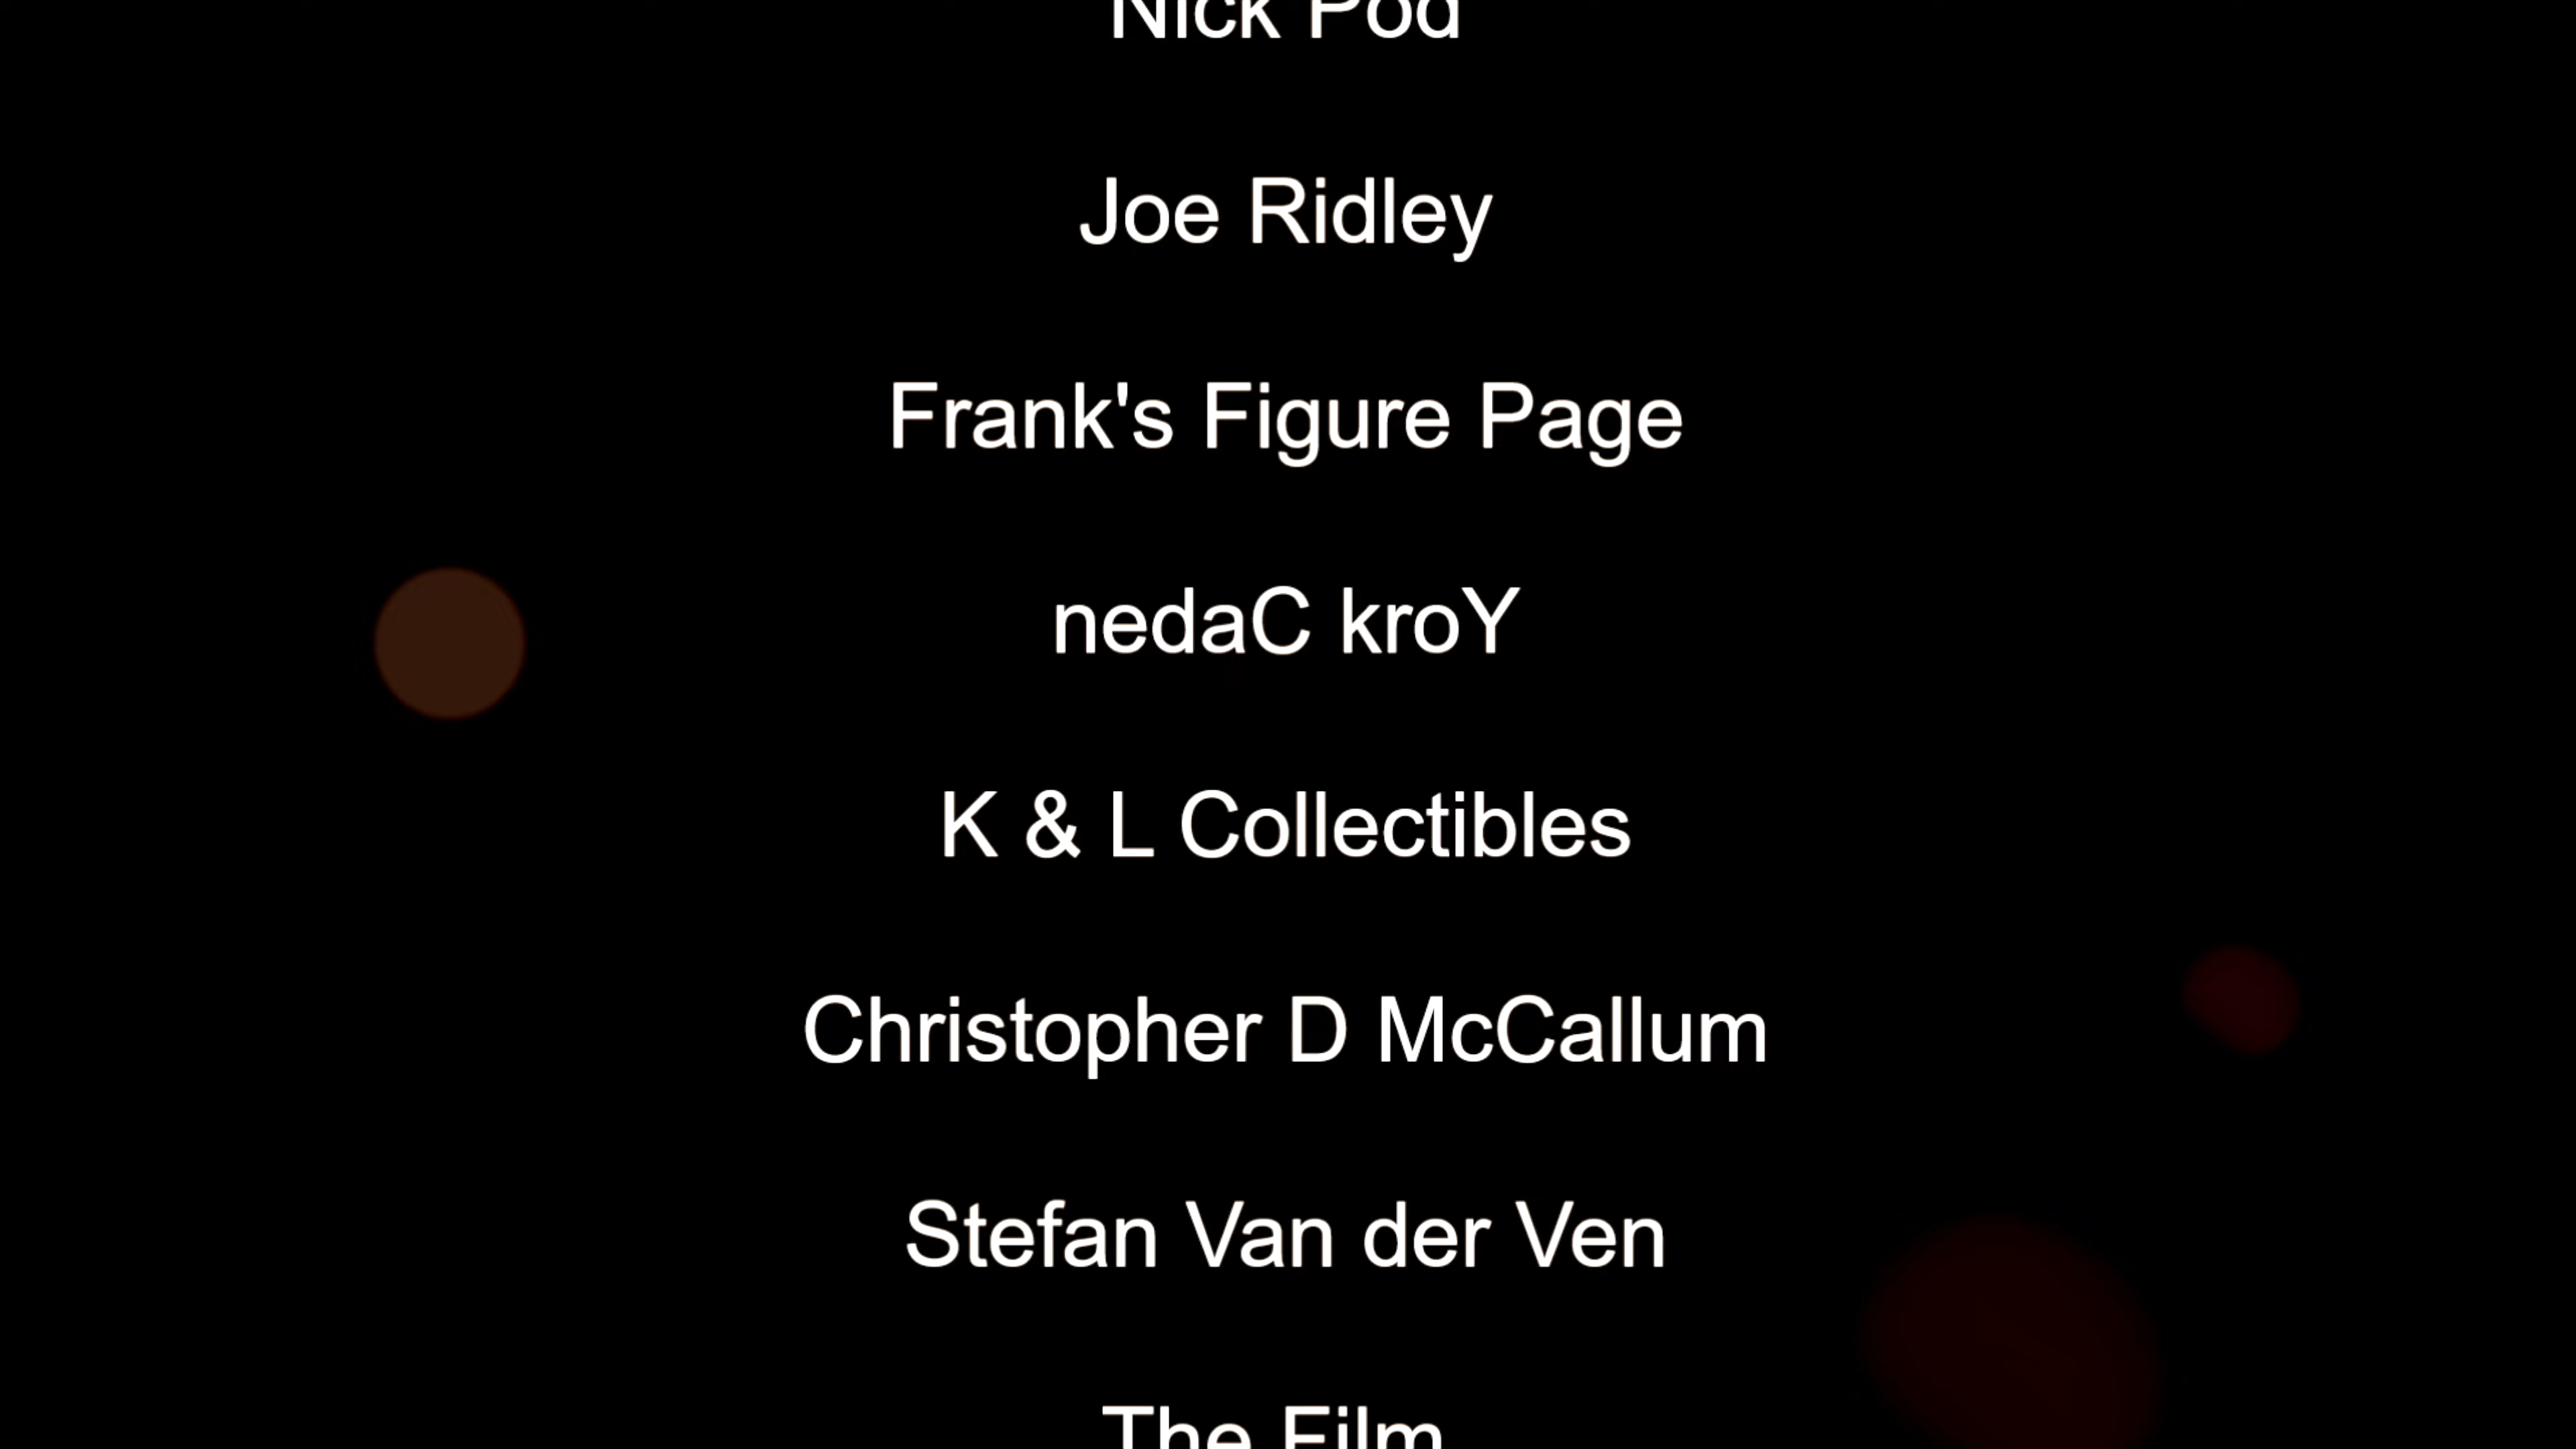 Nick Pod
Joe Ridley
Frank's Figure Page
nedaC kroY
K & L Collectibles
Christopher D McCallum
Stefan Van der Ven
The Film